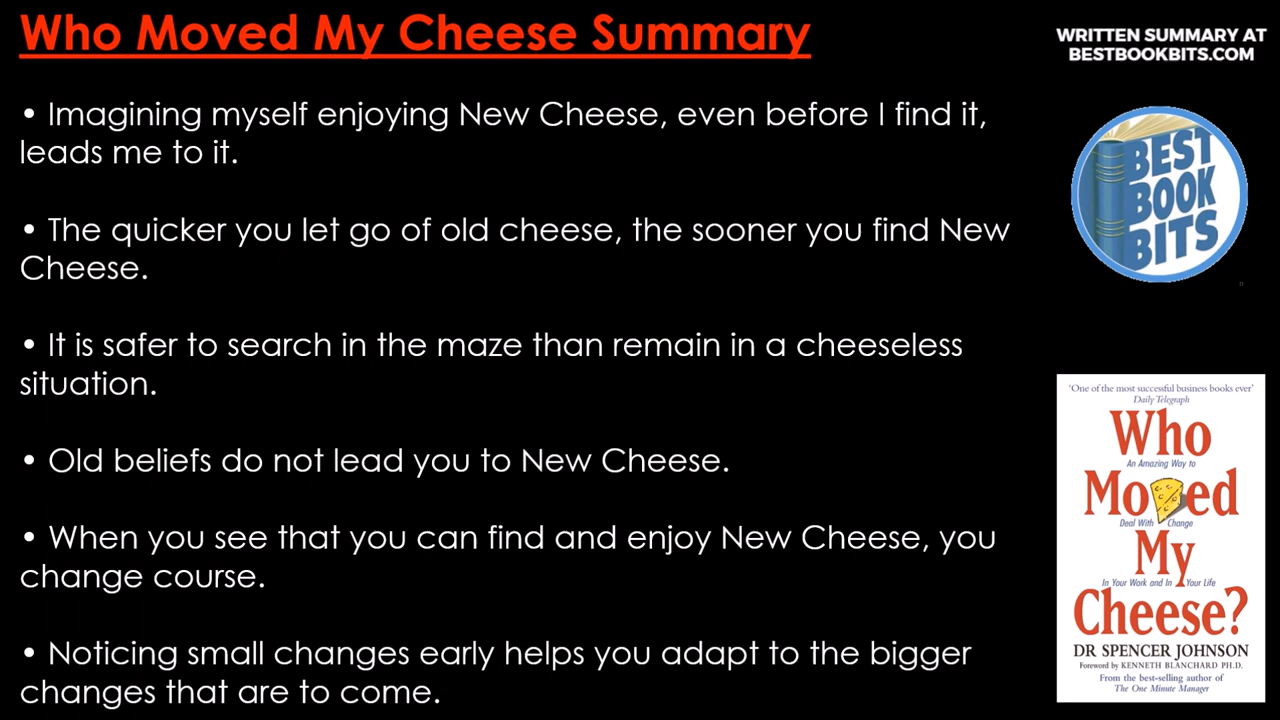 Who Moved My Cheese Summary
• Imagining myself enjoying New Cheese, even before I find it,
leads me to it.
• The quicker you let go of old cheese, the sooner you find New
Cheese.
• It is safer to search in the maze than remain in a cheeseless
situation.
• Old beliefs do not lead you to New Cheese.
• When you see that you can find and enjoy New Cheese, you
change course.
• Noticing small changes early helps you adapt to the bigger
changes that are to come.
WRITTEN SUMMARY AT
BESTBOOKBITS.COM
BEST
BOOK
BITS
‘One of the most successful business books ever’
Daily Telegraph
Who
An Amazing Way to
Moved
Deal With Change
My
In Your Work and In Your Life
Cheese?
DR SPENCER JOHNSON
Foreword by KENNETH BLANCHARD PH.D.
From the best-selling author of
The One Minute Manager